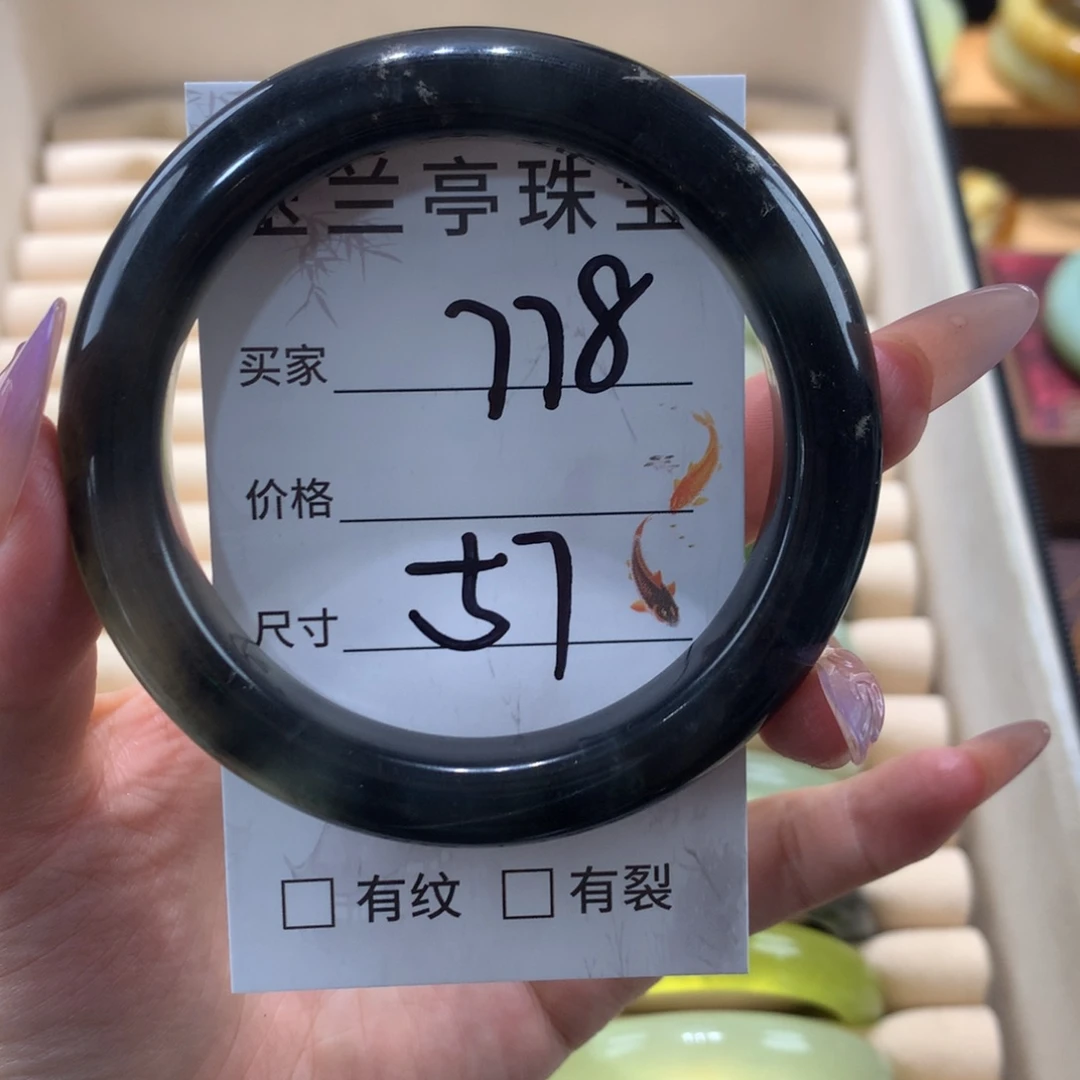 兰亭珠宝
买家 778
价格
尺寸 57
有纹 有裂